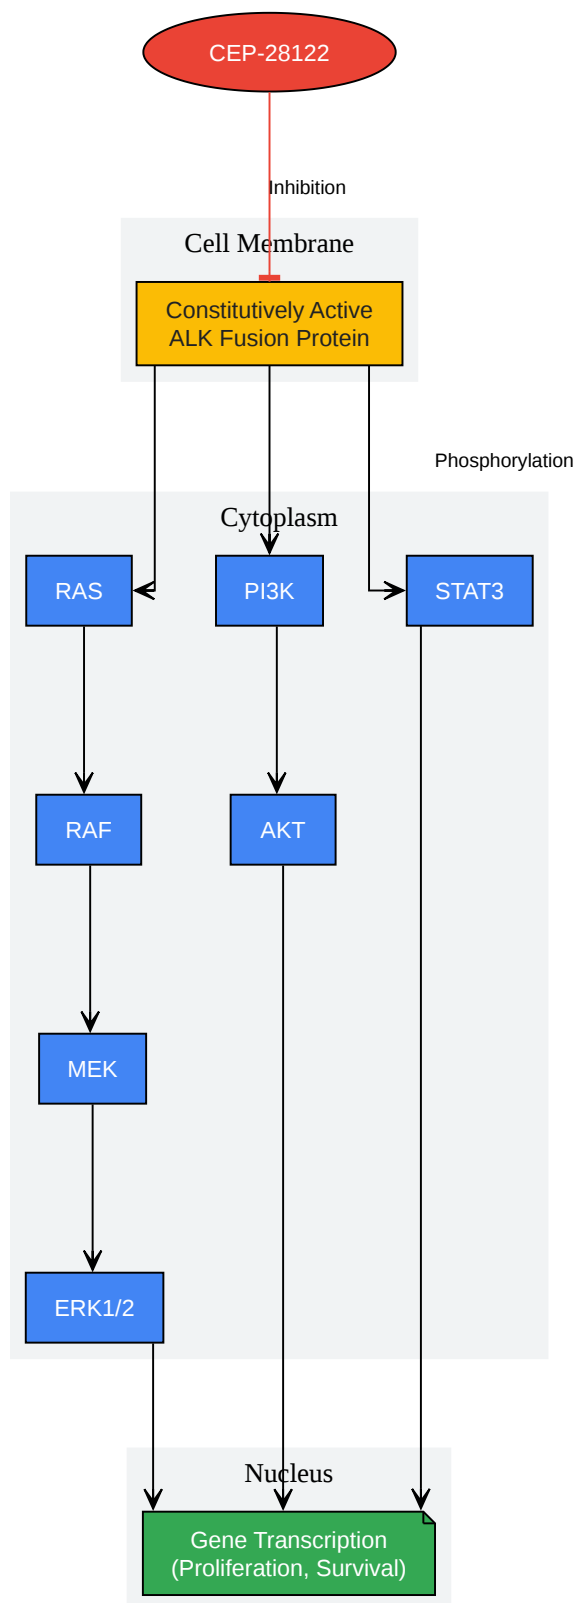 CEP-28122
Inhibition
Cell Membrane
Constitutively Active
ALK Fusion Protein
Phosphorylation
Cytoplasm
RAS
PI3K
STAT3
RAF
AKT
MEK
ERK1/2
Nucleus
Gene Transcription
(Proliferation, Survival)